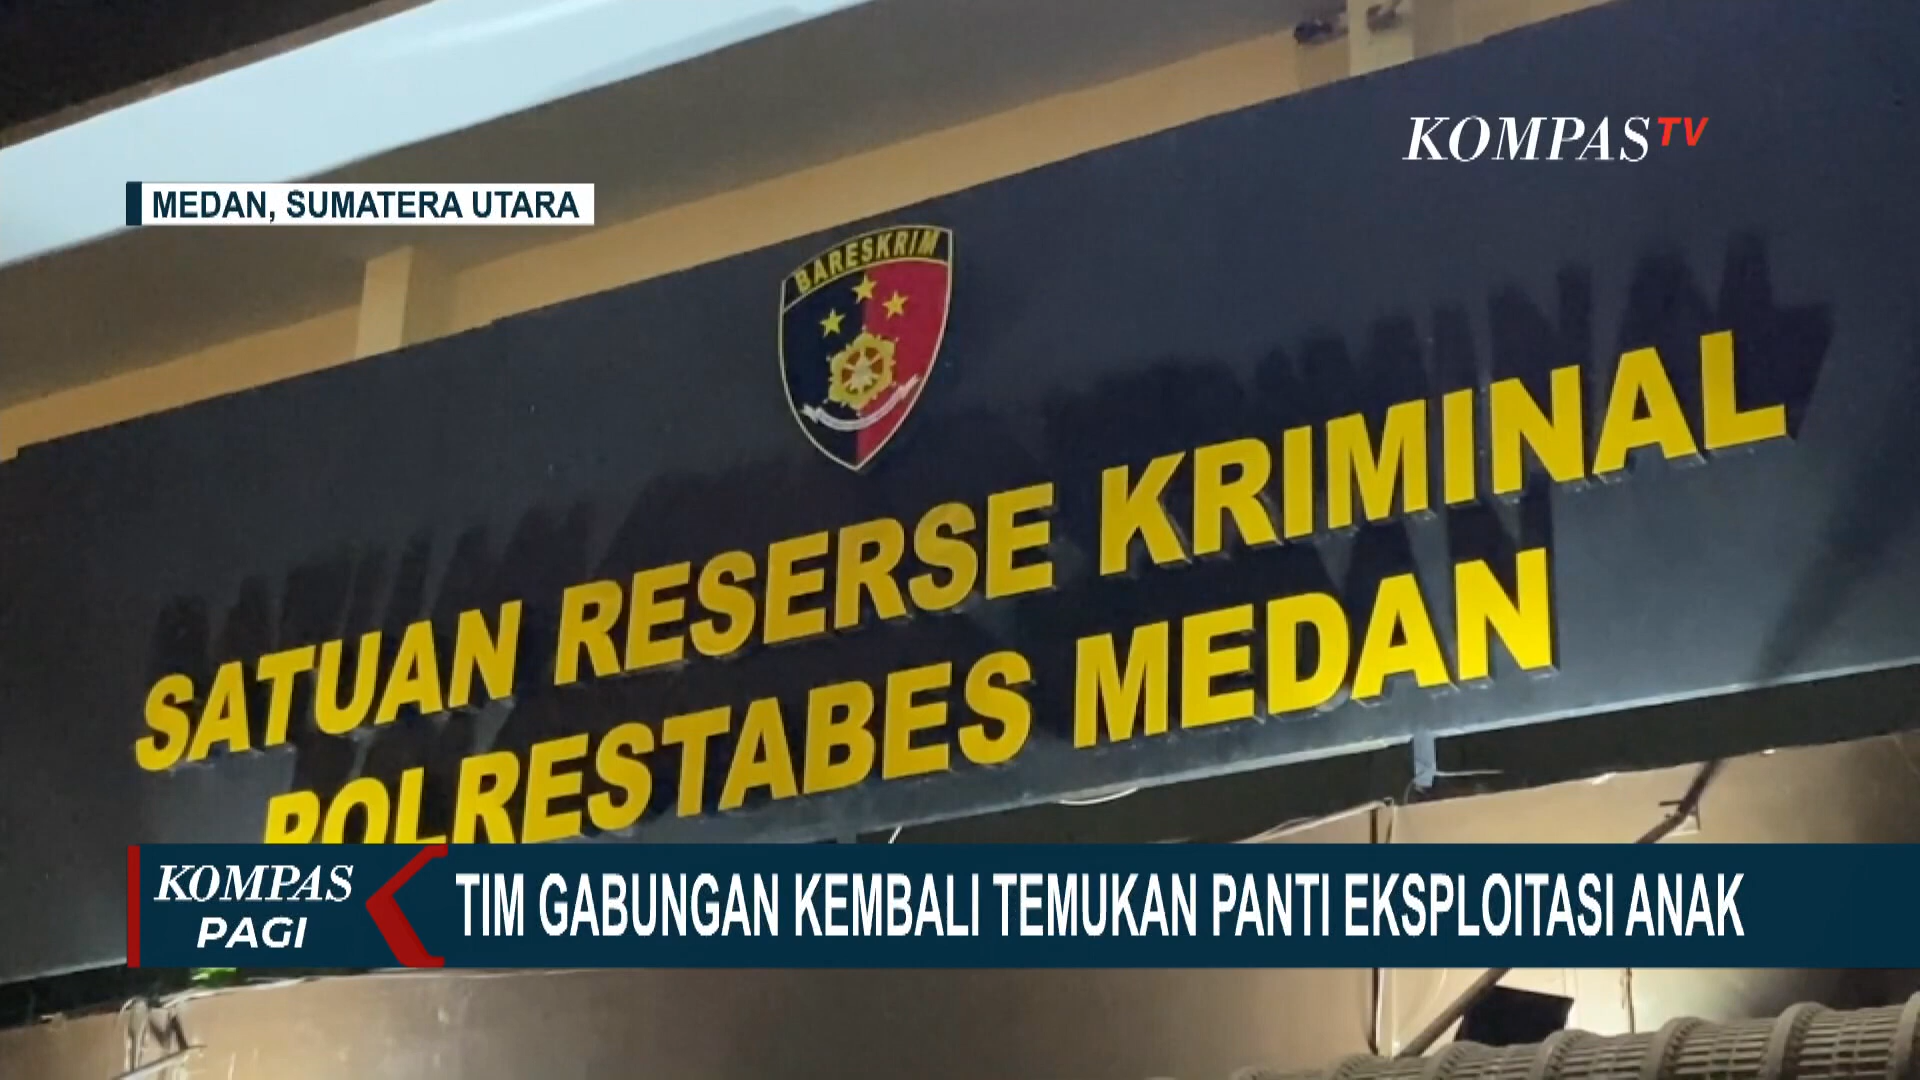 KOMPAS TV
MEDAN, SUMATERA UTARA
BARESKRIM
SATUAN RESERSE KRIMINAL
POLRESTABES MEDAN
KOMPAS
PAGI
TIM GABUNGAN KEMBALI TEMUKAN PANTI EKSPLOITASI ANAK